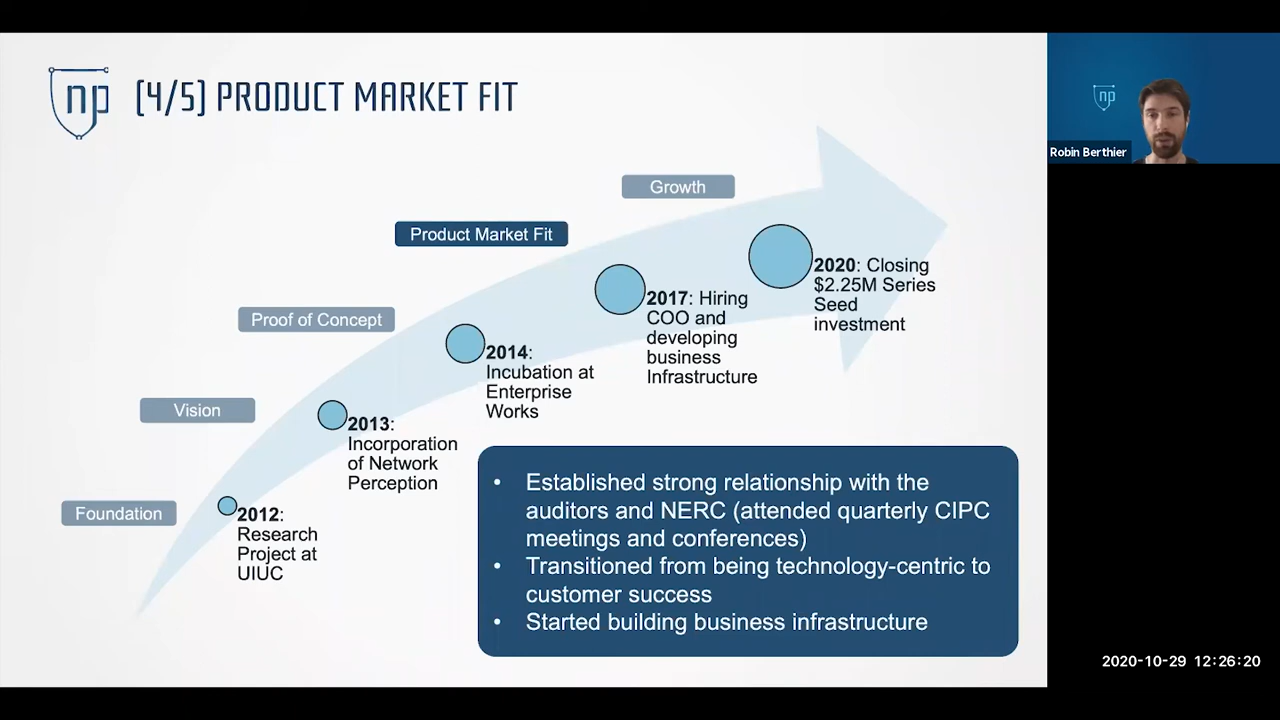 np
[4/5] PRODUCT MARKET FIT
np
Robin Berthier
Growth
Product Market Fit
2020: Closing
$2.25M Series
Seed
investment
2017: Hiring
COO and
developing
business
Infrastructure
Proof of Concept
2014:
Incubation at
Enterprise
Works
Vision
2013:
Incorporation
of Network
Perception
Foundation
2012:
Research
Project at
UIUC
• Established strong relationship with the
auditors and NERC (attended quarterly CIPC
meetings and conferences)
• Transitioned from being technology-centric to
customer success
• Started building business infrastructure
2020-10-29 12:26:20